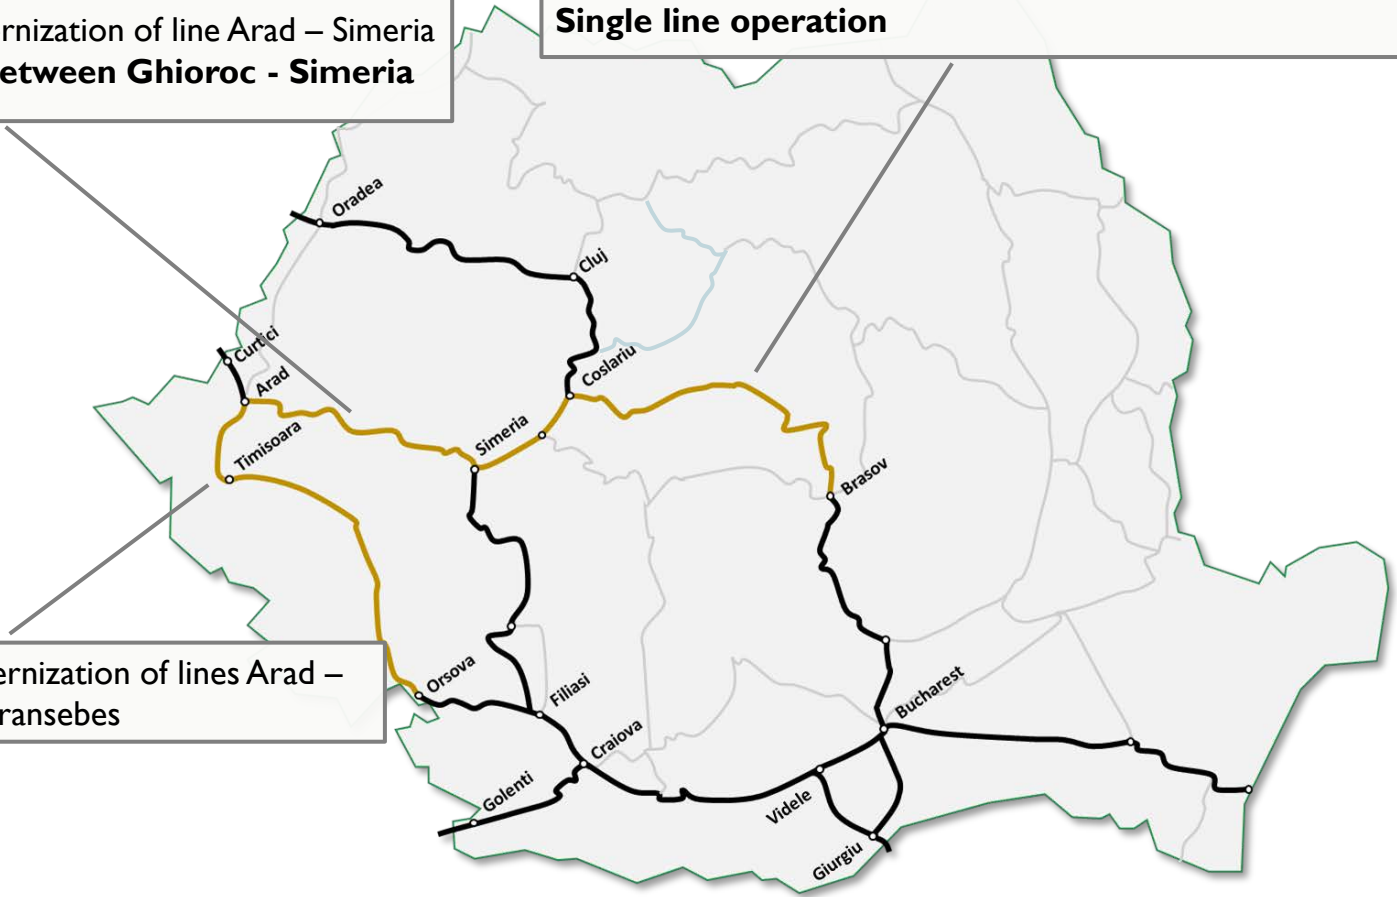 rnization of line Arad – Simeria
etween Ghioroc - Simeria
Single line operation
Oradea
Cluj
Curtici
Arad
Coslariu
Timisoara
Simeria
Brasov
ernization of lines Arad –
ransebes
Orsova
Filiasi
Bucharest
Craiova
Golenti
Videle
Giurgiu